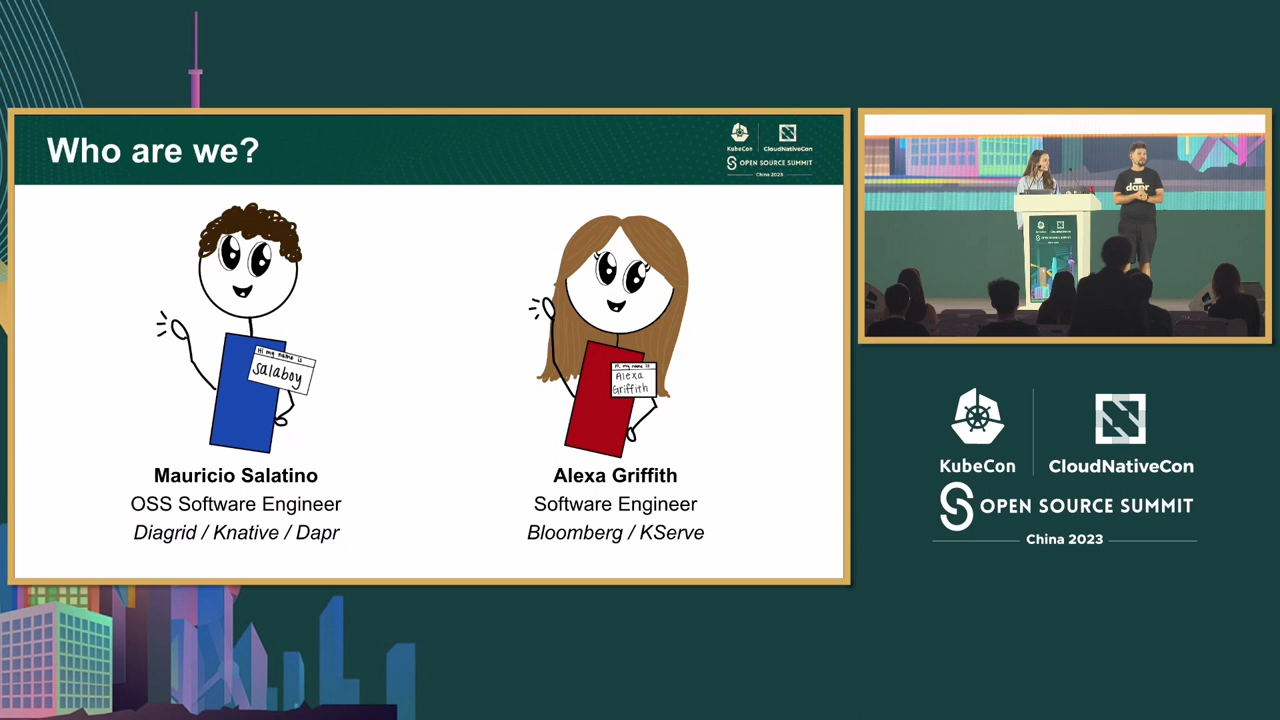 Who are we?
KubeCon
CloudNativeCon
OPEN SOURCE SUMMIT
China 2023
Hi my name is
Salaboy
Hi, my name is
Alexa
Griffith
Mauricio Salatino
OSS Software Engineer
Diagrid / Knative / Dapr
Alexa Griffith
Software Engineer
Bloomberg / KServe
dapr
KubeCon
CloudNativeCon
OPEN SOURCE SUMMIT
China 2023